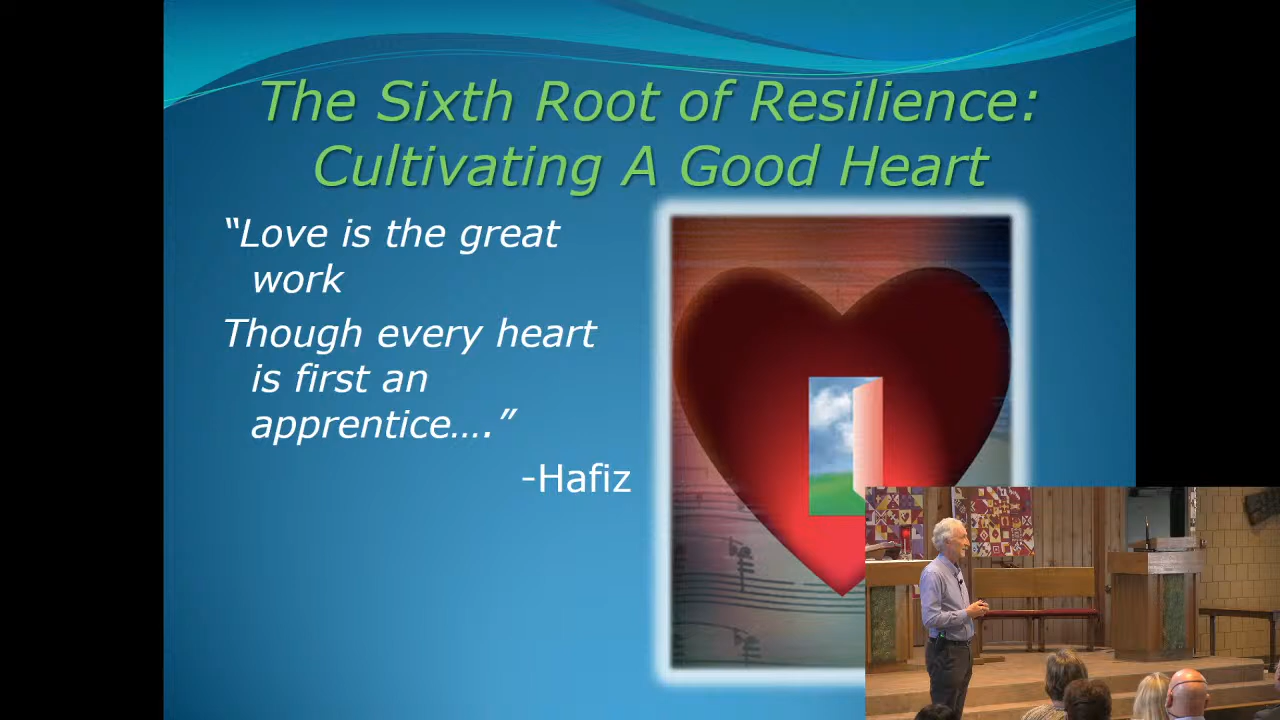 The Sixth Root of Resilience:
Cultivating A Good Heart
“Love is the great
work
Though every heart
is first an
apprentice….”
-Hafiz